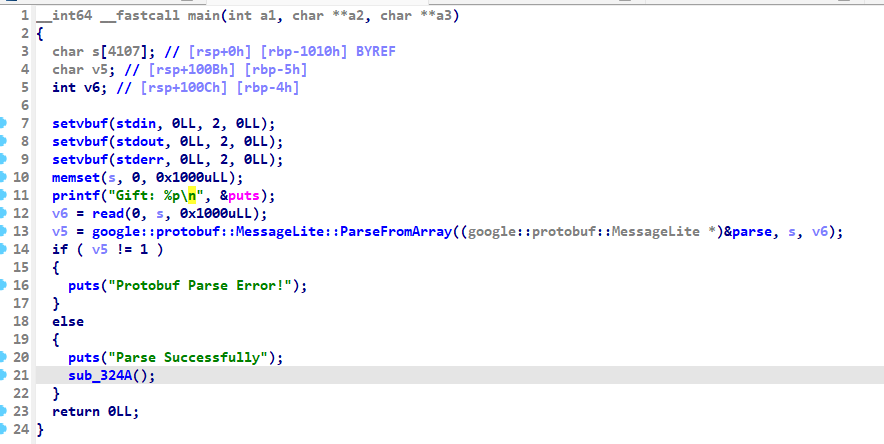 1 __int64 __fastcall main(int a1, char **a2, char **a3)
2 {
3   char s[4107]; // [rsp+0h] [rbp-1010h] BYREF
4   char v5; // [rsp+100Bh] [rbp-5h]
5   int v6; // [rsp+100Ch] [rbp-4h]
6
7   setvbuf(stdin, 0LL, 2, 0LL);
8   setvbuf(stdout, 0LL, 2, 0LL);
9   setvbuf(stderr, 0LL, 2, 0LL);
10   memset(s, 0, 0x1000uLL);
11   printf("Gift: %p\n", &puts);
12   v6 = read(0, s, 0x1000uLL);
13   v5 = google::protobuf::MessageLite::ParseFromArray((google::protobuf::MessageLite *)&parse, s, v6);
14   if ( v5 != 1 )
15   {
16     puts("Protobuf Parse Error!");
17   }
18   else
19   {
20     puts("Parse Successfully");
21     sub_324A();
22   }
23   return 0LL;
24 }